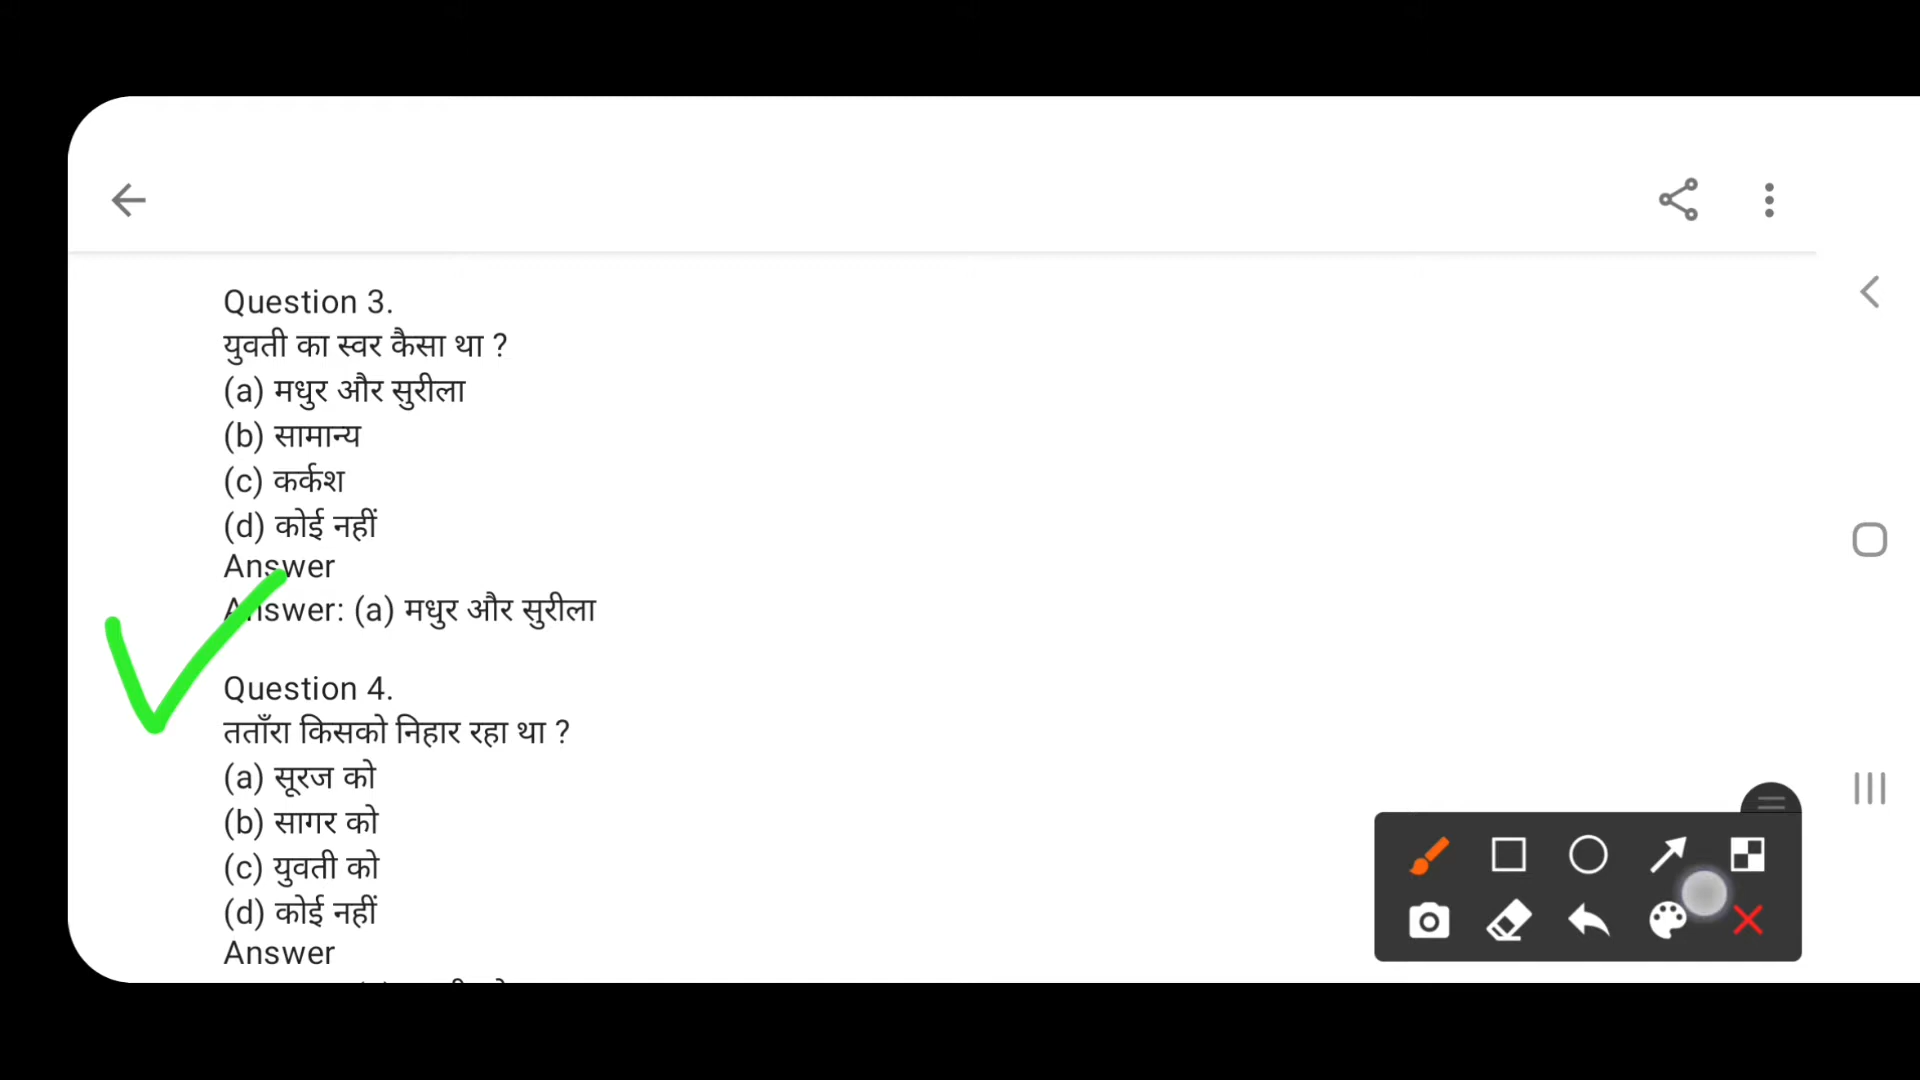 Question 3.
युवती का स्वर कैसा था ?
(a) मधुर और सुरीला
(b) सामान्य
(c) कर्कश
(d) कोई नहीं
Answer
Answer: (a) मधुर और सुरीला
Question 4.
तताँरा किसको निहार रहा था ?
(a) सूरज को
(b) सागर को
(c) युवती को
(d) कोई नहीं
Answer